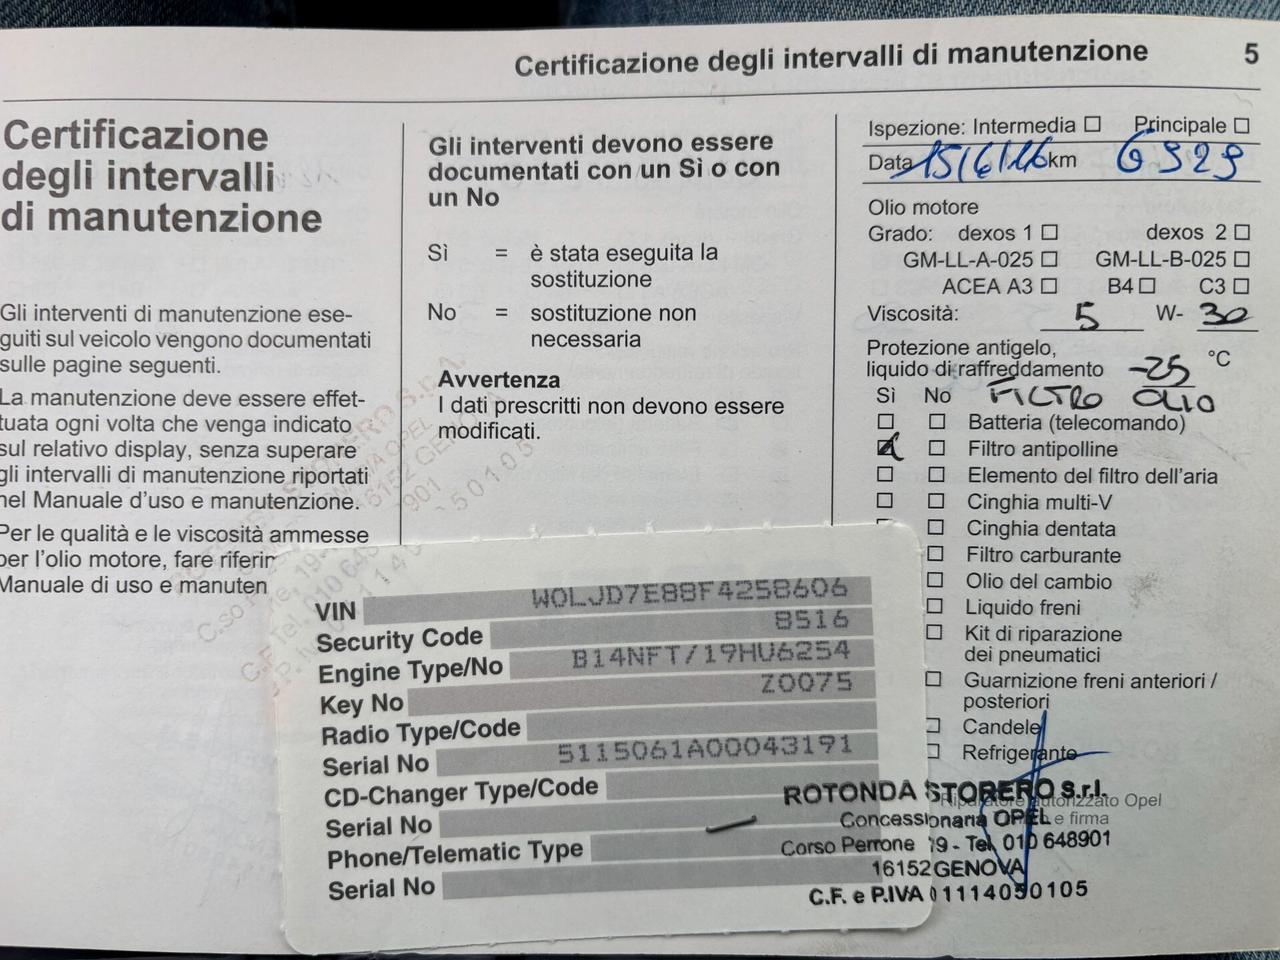 Certificazione degli intervalli di manutenzione 5
Certificazione
degli intervalli
di manutenzione
Gli interventi di manutenzione ese-
guiti sul veicolo vengono documentati
sulle pagine seguenti.
La manutenzione deve essere effet-
tuata ogni volta che venga indicato
sul relativo display, senza superare
gli intervalli di manutenzione riportati
nel Manuale d'uso e manutenzione.
Per le qualità e le viscosità ammesse
per l'olio motore, fare riferir
Manuale di uso e manuten
Gli interventi devono essere
documentati con un Sì o con
un No
Sì = è stata eseguita la
sostituzione
No = sostituzione non
necessaria
Avvertenza
I dati prescritti non devono essere
modificati.
Ispezione: Intermedia ☐ Principale ☐
Data 15/6/16 km 6929
Olio motore
Grado: dexos 1 ☐ dexos 2 ☐
GM-LL-A-025 ☐ GM-LL-B-025 ☐
ACEA A3 ☐ B4 ☐ C3 ☐
Viscosità: 5 W- 30
Protezione antigelo,
liquido di raffreddamento -25 °C
Sì No FILTRO OLIO
Batteria (telecomando)
Filtro antipolline
Elemento del filtro dell'aria
Cinghia multi-V
Cinghia dentata
Filtro carburante
Olio del cambio
Liquido freni
Kit di riparazione
dei pneumatici
Guarnizione freni anteriori /
posteriori
Candele
Refrigerante
Riparatore autorizzato Opel
e firma
VIN W0LJD7E88F4258606
Security Code 8516
Engine Type/No B14NFT/19HU6254
Key No Z0075
Radio Type/Code
Serial No 5115061A00043191
CD-Changer Type/Code
Serial No
Phone/Telematic Type
Serial No
ROTONDA STORERO S.r.l.
Concessionaria OPEL
Corso Perrone 19 - Tel. 010 648901
16152 GENOVA
C.F. e P.IVA 01114050105